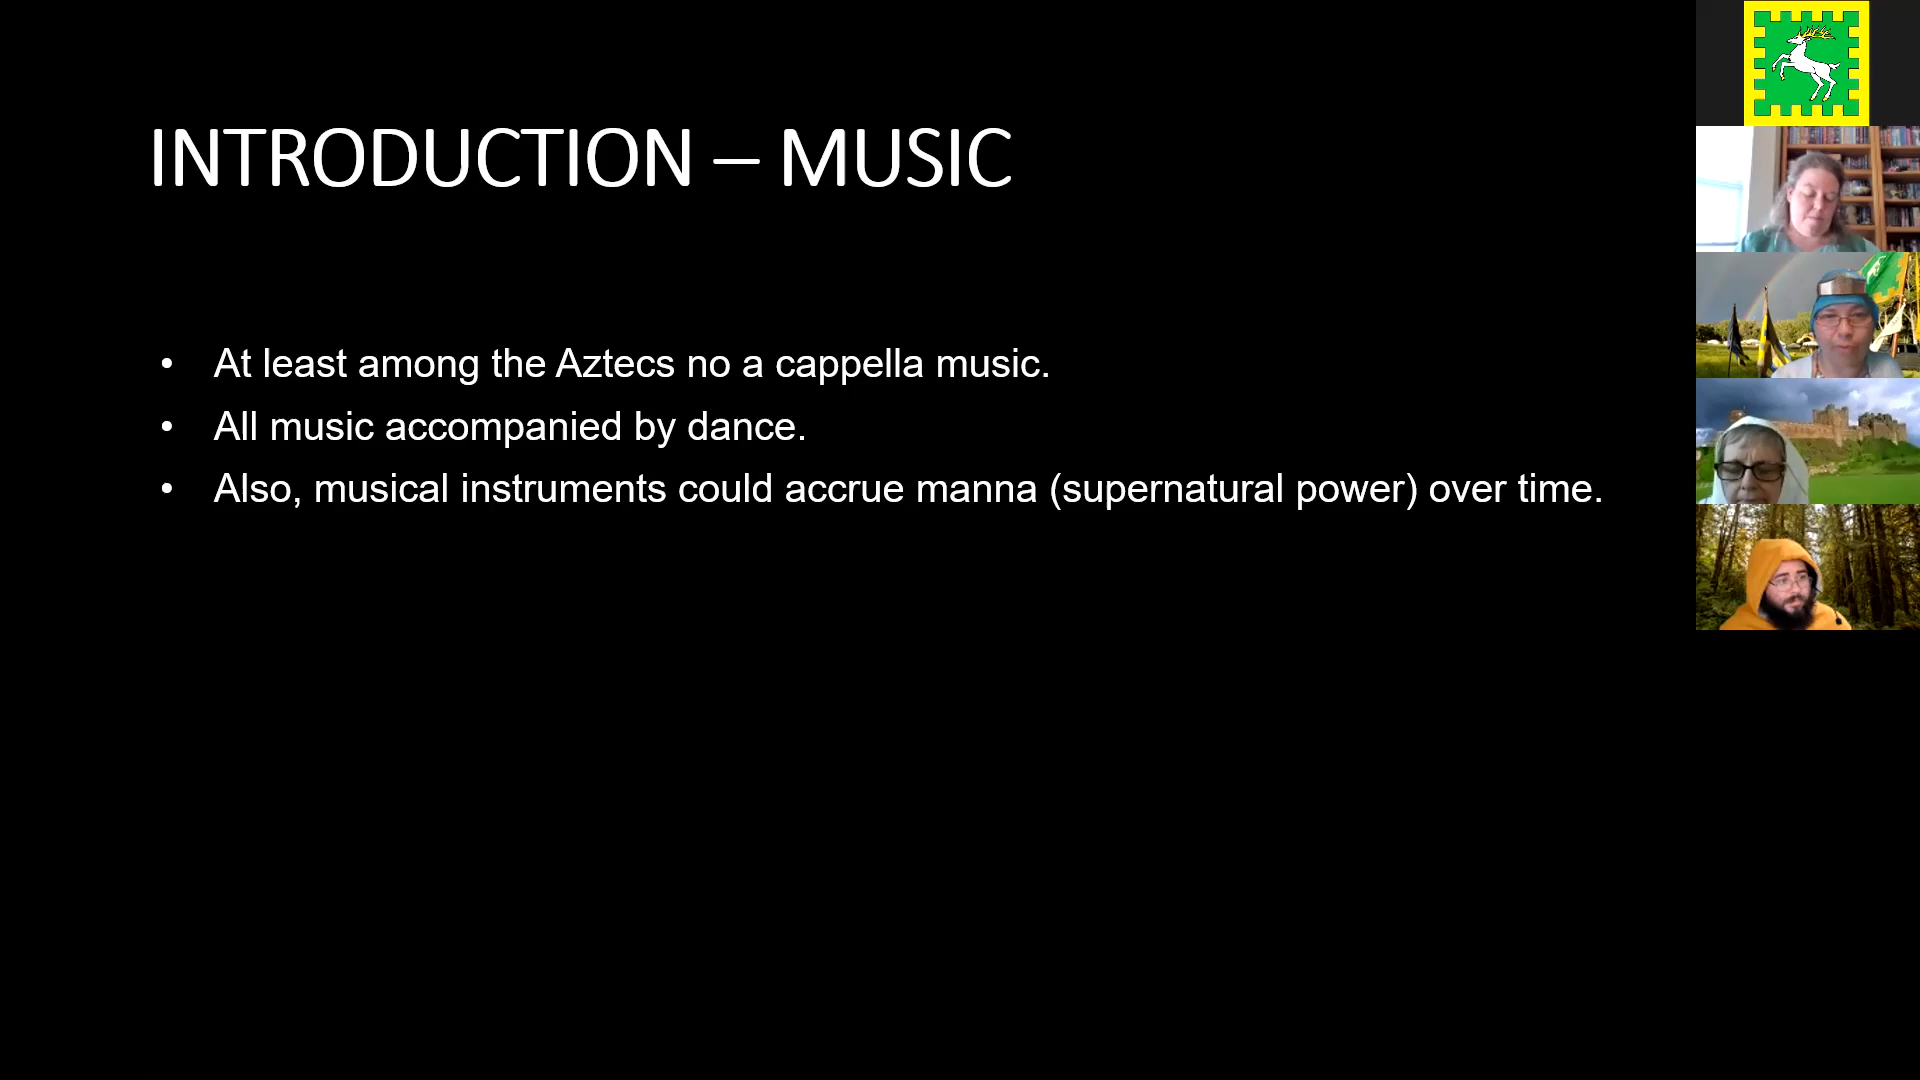 INTRODUCTION – MUSIC
• At least among the Aztecs no a cappella music.
• All music accompanied by dance.
• Also, musical instruments could accrue manna (supernatural power) over time.